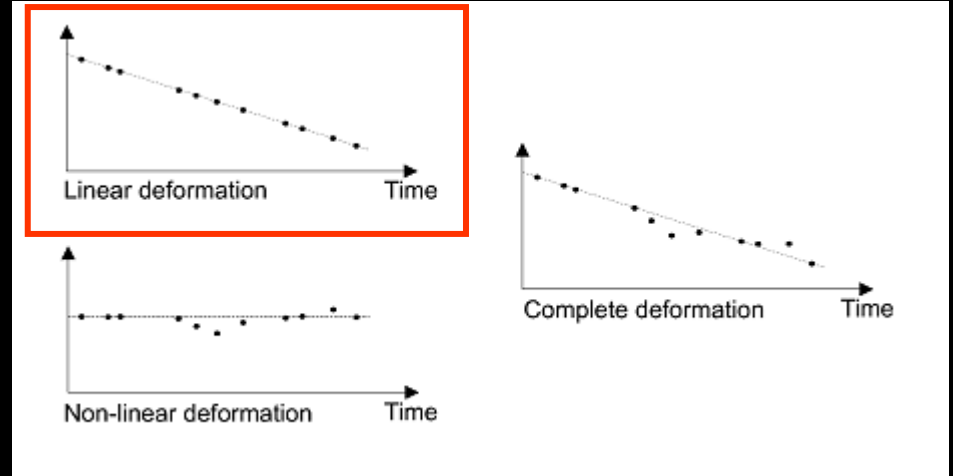 Linear deformation Time
Complete deformation Time
Non-linear deformation Time